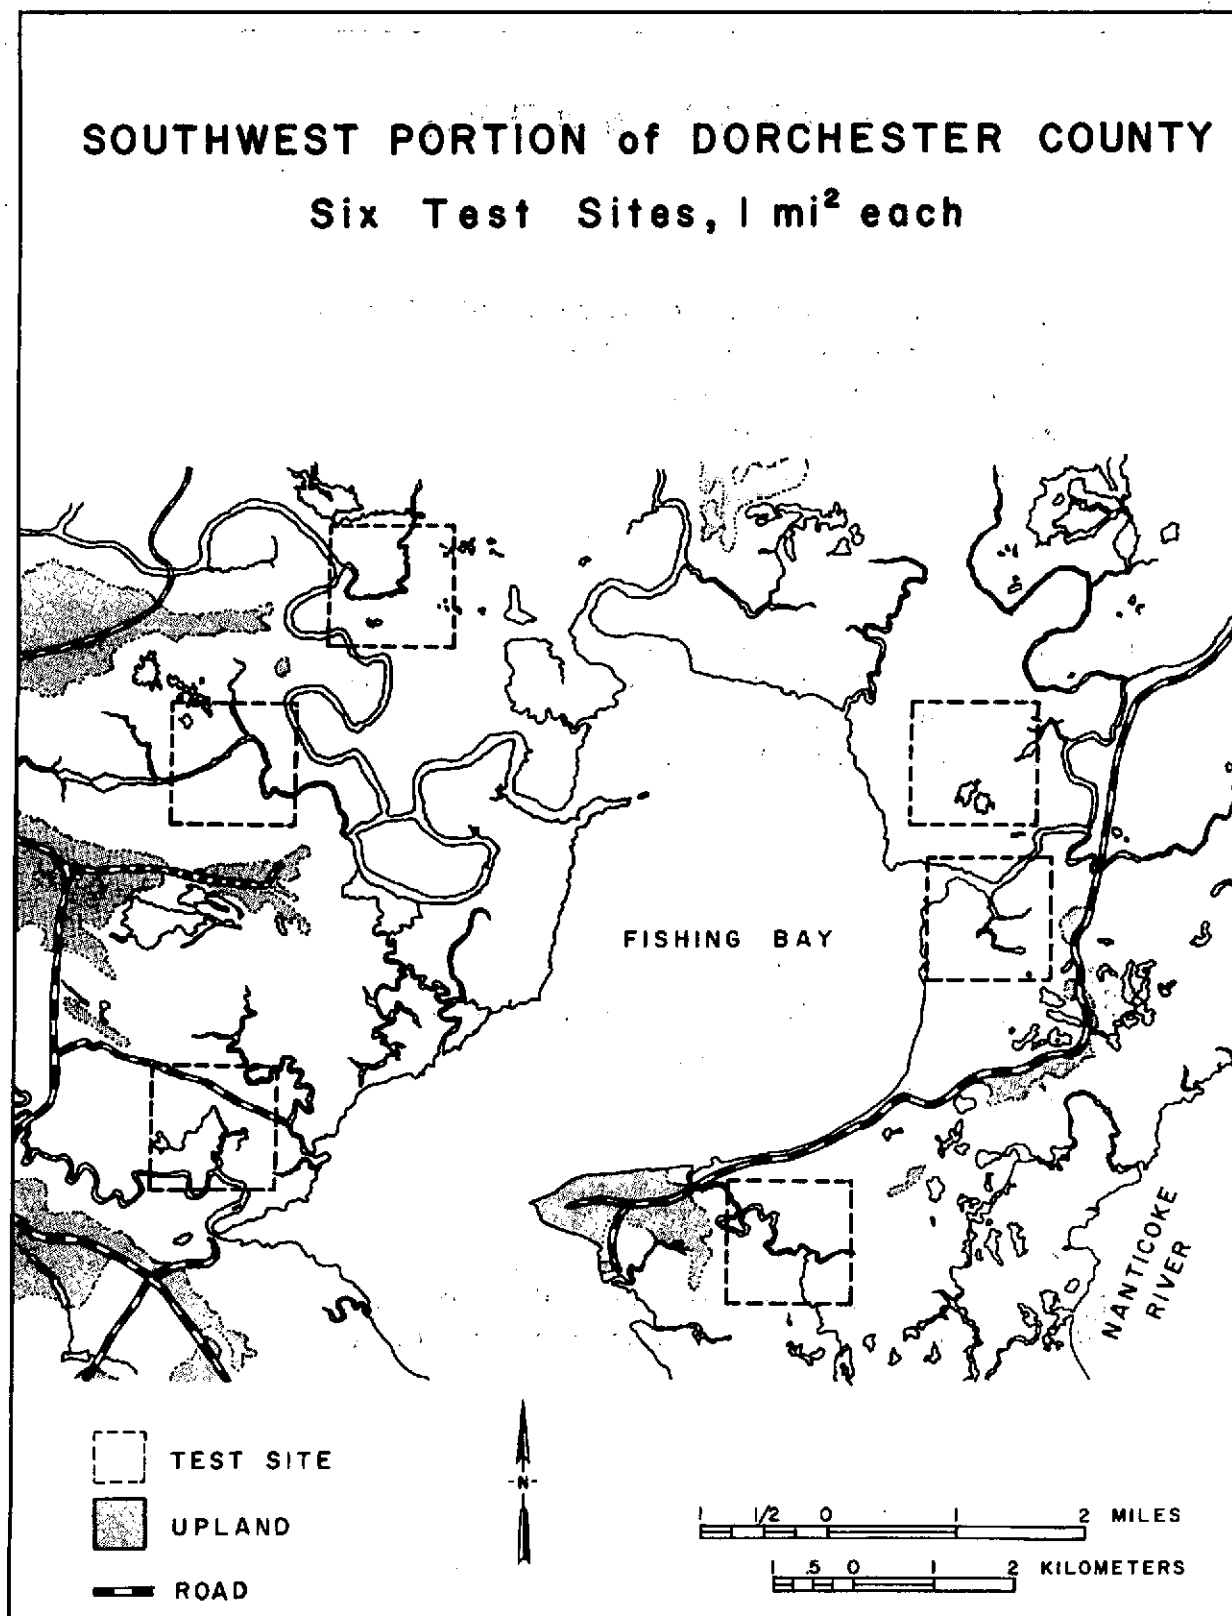 SOUTHWEST PORTION of DORCHESTER COUNTY
Six Test Sites, 1 mi² each
FISHING BAY
NANTICOKE
RIVER
TEST SITE
UPLAND
ROAD
N
1 1/2 0 1 2 MILES
1 .5 0 1 2 KILOMETERS